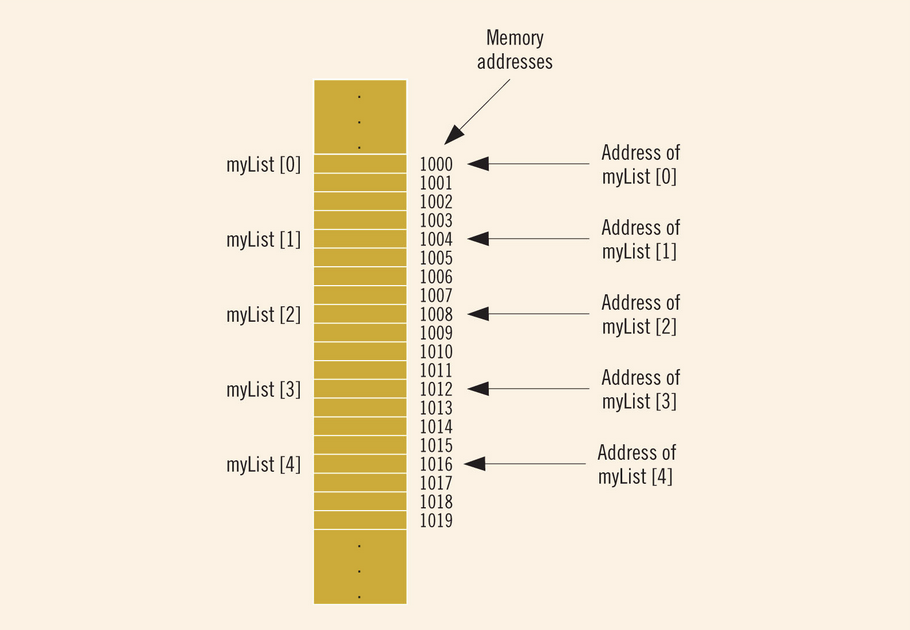 Memory
addresses
myList [0]
1000
Address of
myList [0]
1001
1002
1003
myList [1]
1004
Address of
myList [1]
1005
1006
1007
myList [2]
1008
Address of
myList [2]
1009
1010
1011
myList [3]
1012
Address of
myList [3]
1013
1014
1015
myList [4]
1016
Address of
myList [4]
1017
1018
1019